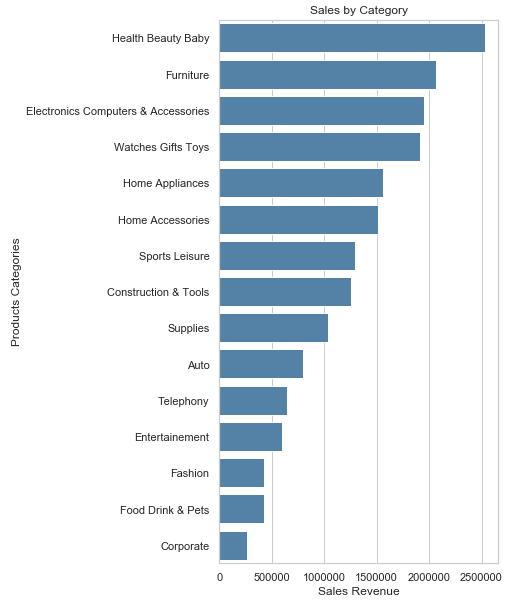 Sales by Category
Products Categories
Health Beauty Baby
Furniture
Electronics Computers & Accessories
Watches Gifts Toys
Home Appliances
Home Accessories
Sports Leisure
Construction & Tools
Supplies
Auto
Telephony
Entertainement
Fashion
Food Drink & Pets
Corporate
0 500000 1000000 1500000 2000000 2500000
Sales Revenue